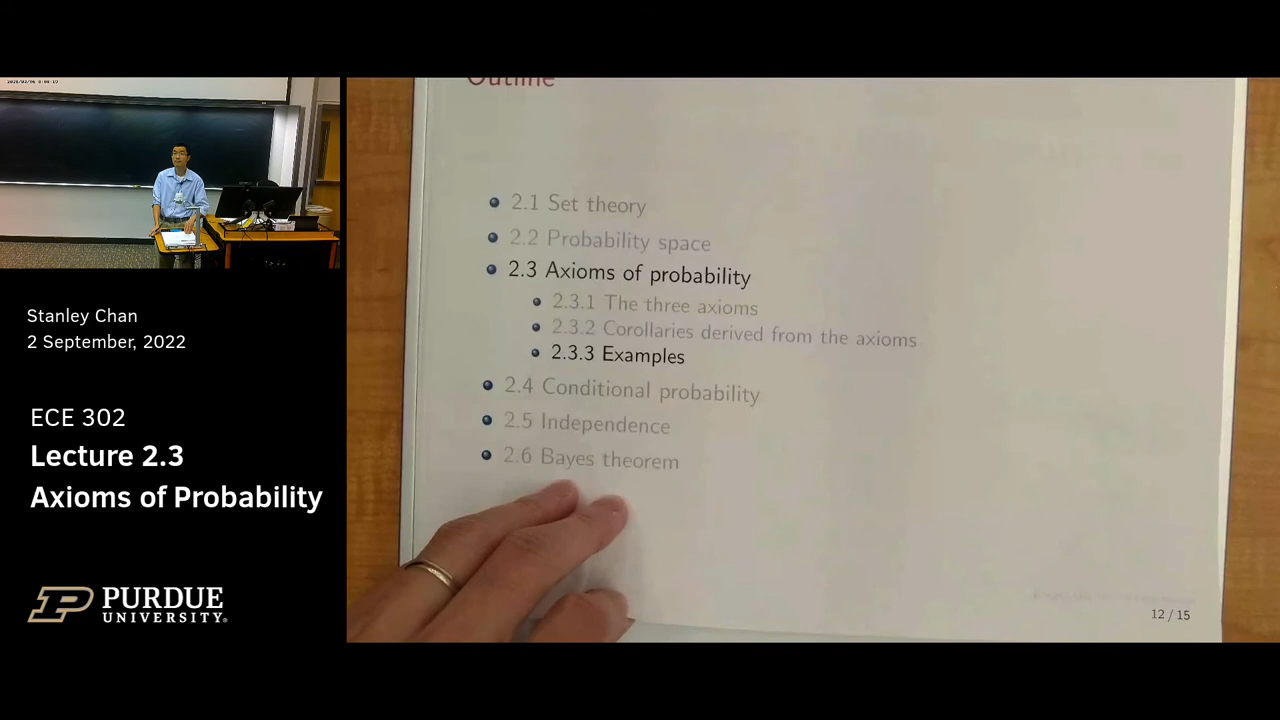 Stanley Chan
2 September, 2022
ECE 302
Lecture 2.3
Axioms of Probability
PURDUE
UNIVERSITY.
Outline
2.1 Set theory
2.2 Probability space
2.3 Axioms of probability
2.3.1 The three axioms
2.3.2 Corollaries derived from the axioms
2.3.3 Examples
2.4 Conditional probability
2.5 Independence
2.6 Bayes theorem
12 / 15